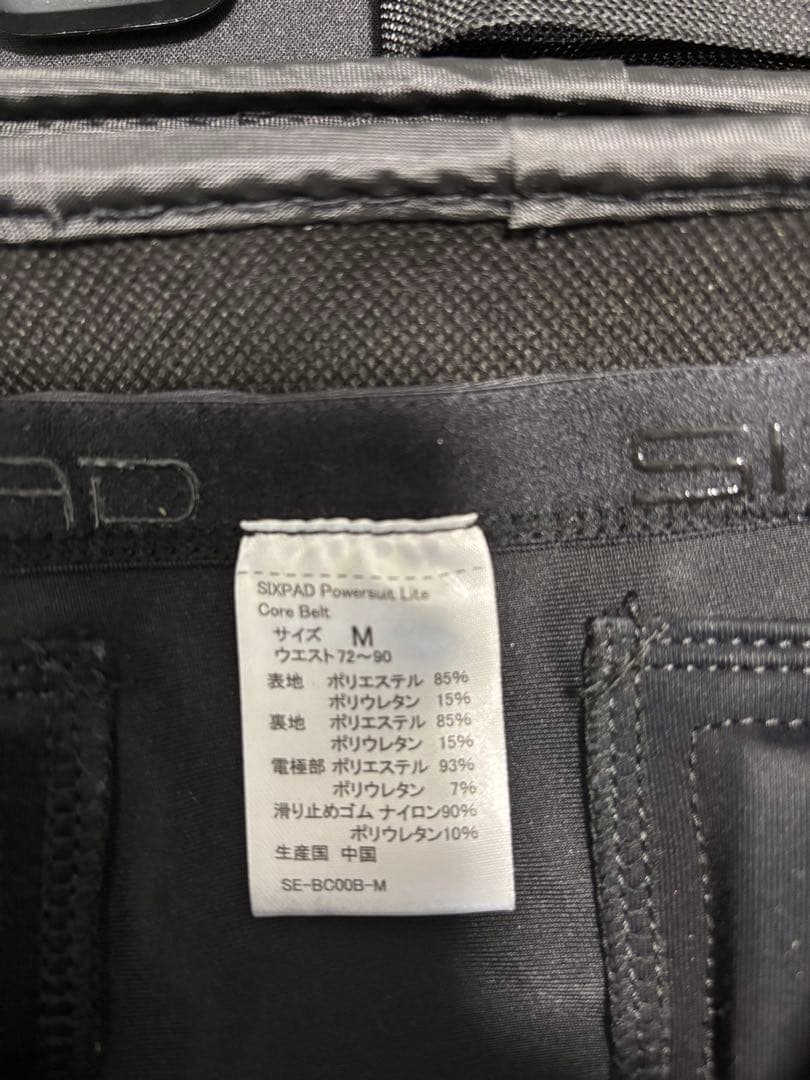 SIXPAD Powersuit Lite
Core Belt
サイズ M
ウエスト72～90
表地 ポリエステル 85%
ポリウレタン 15%
裏地 ポリエステル 85%
ポリウレタン 15%
電極部 ポリエステル 93%
ポリウレタン 7%
滑り止めゴム ナイロン90%
ポリウレタン10%
生産国 中国
SE-BC00B-M